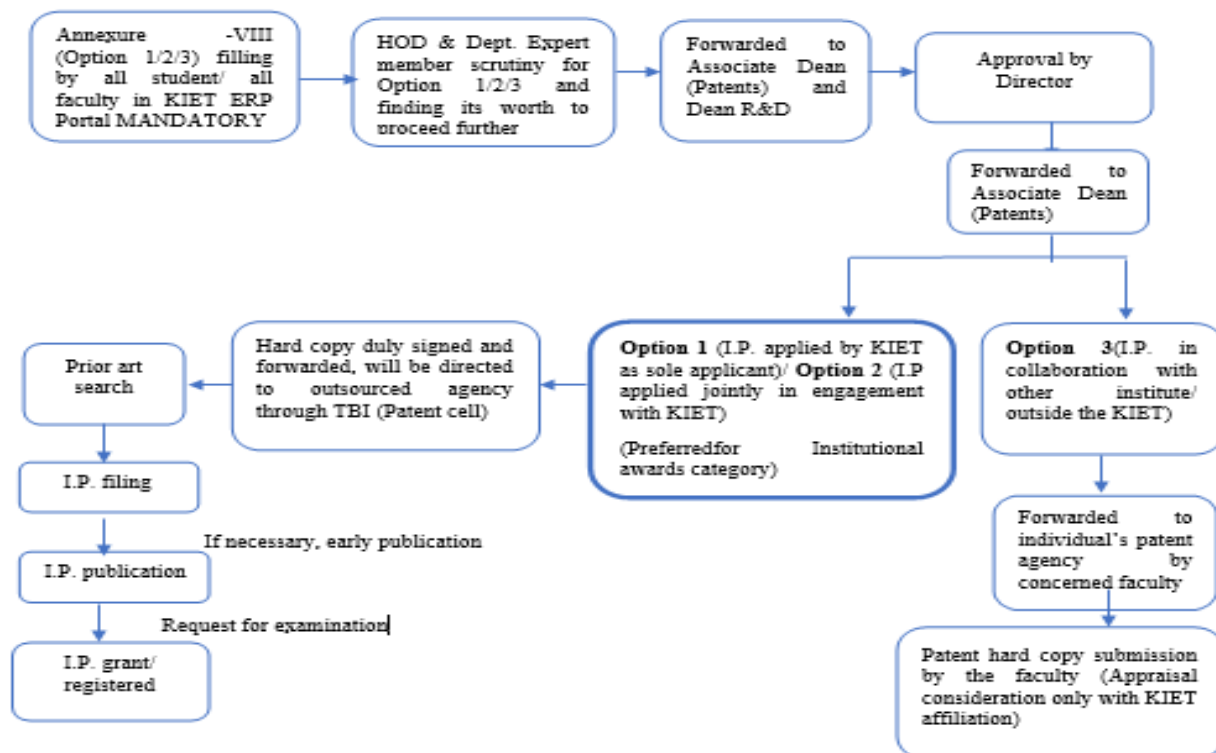 Annexure -VIII
(Option 1/2/3) filling
by all student/ all
faculty in KIET ERP
Portal MANDATORY
HOD & Dept. Expert
member scrutiny for
Option 1/2/3 and
finding its worth to
proceed further
Forwarded to
Associate Dean
(Patents) and
Dean R&D
Approval by
Director
Forwarded to
Associate Dean
(Patents)
Option 1 (I.P. applied by KIET
as sole applicant)/ Option 2 (I.P
applied jointly in engagement
with KIET)
(Preferredfor Institutional
awards category)
Option 3(I.P. in
collaboration with
other institute/
outside the KIET)
Hard copy duly signed and
forwarded, will be directed
to outsourced agency
through TBI (Patent cell)
Prior art
search
I.P. filing
If necessary, early publication
I.P. publication
Request for examination
I.P. grant/
registered
Forwarded to
individual's patent
agency by
concerned faculty
Patent hard copy submission
by the faculty (Appraisal
consideration only with KIET
affiliation)